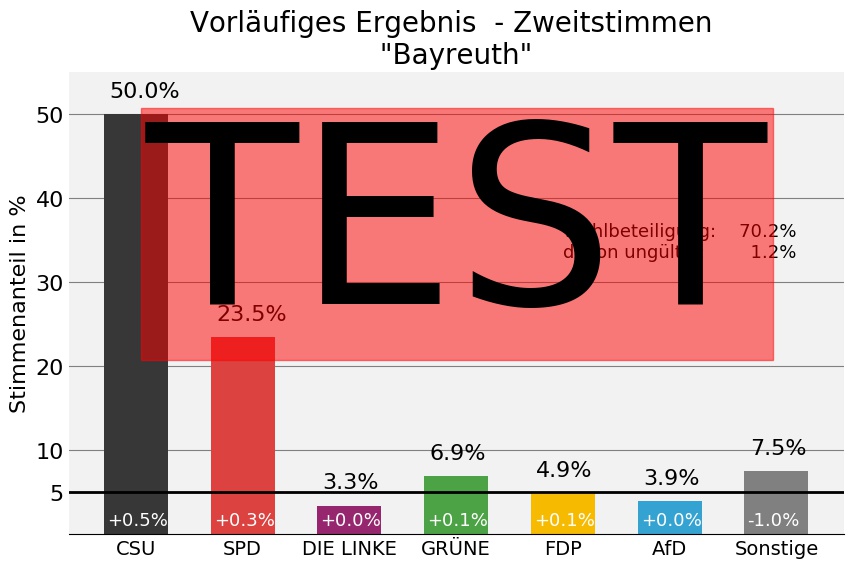 Vorläufiges Ergebnis - Zweitstimmen
"Bayreuth"
Stimmenanteil in %
50
40
30
20
10
5
50.0%
23.5%
3.3%
6.9%
4.9%
3.9%
7.5%
TEST
70.2%
1.2%
+0.5%
+0.3%
+0.0%
+0.1%
+0.1%
+0.0%
-1.0%
CSU
SPD
DIE LINKE
GRÜNE
FDP
AfD
Sonstige